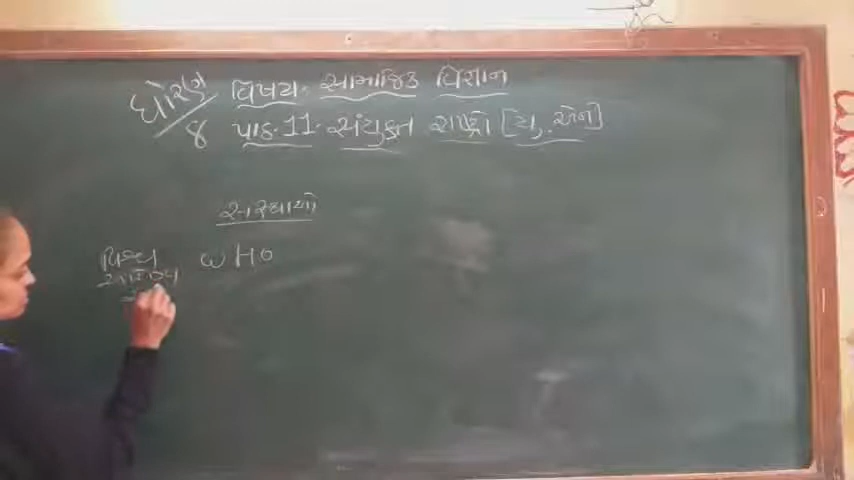 ધોરણ 8
વિષય: સામાજિક વિજ્ઞાન
પાઠ.11. સંયુક્ત રાષ્ટ્રો [યુ. એન]
સંસ્થાઓ
વિશ્વ WHO
આરોગ્ય